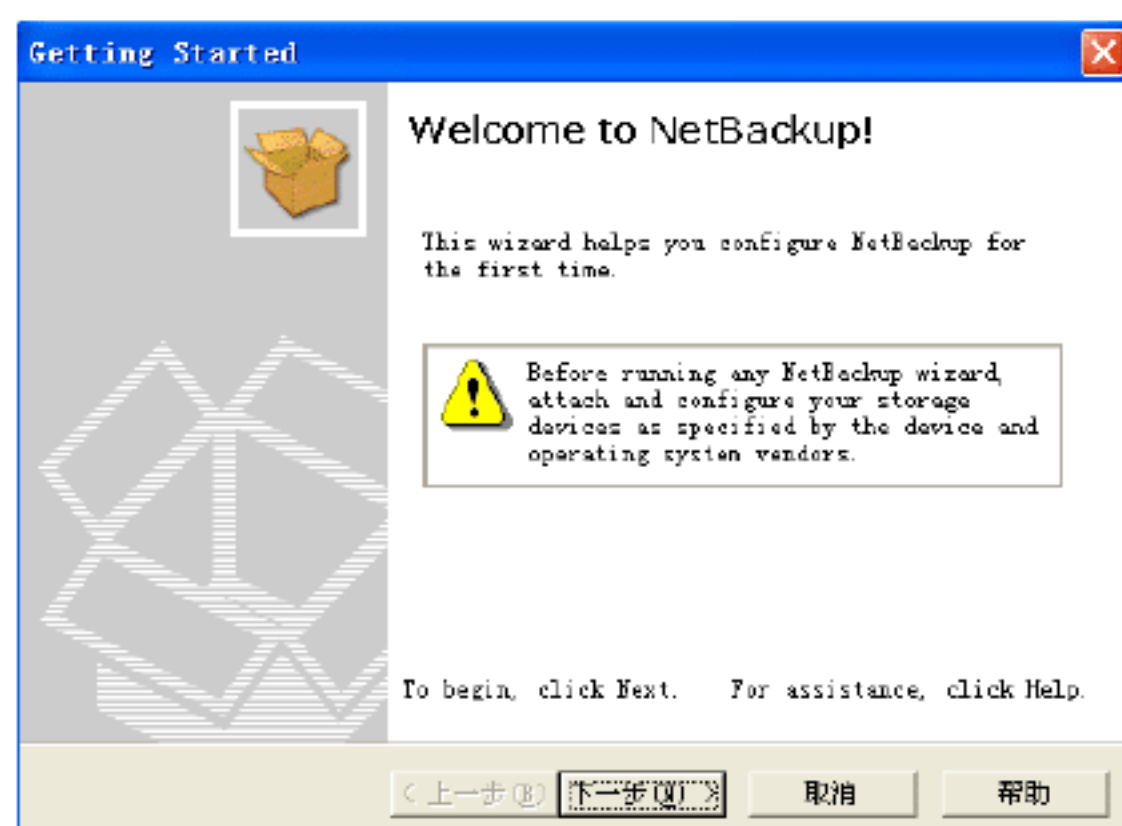 Getting Started
Welcome to NetBackup!
This wizard helps you configure NetBackup for
the first time.
Before running any NetBackup wizard,
attach and configure your storage
devices as specified by the device and
operating system vendors.
To begin, click Next. For assistance, click Help.
< 上一步(B) 下一步(N) > 取消 帮助